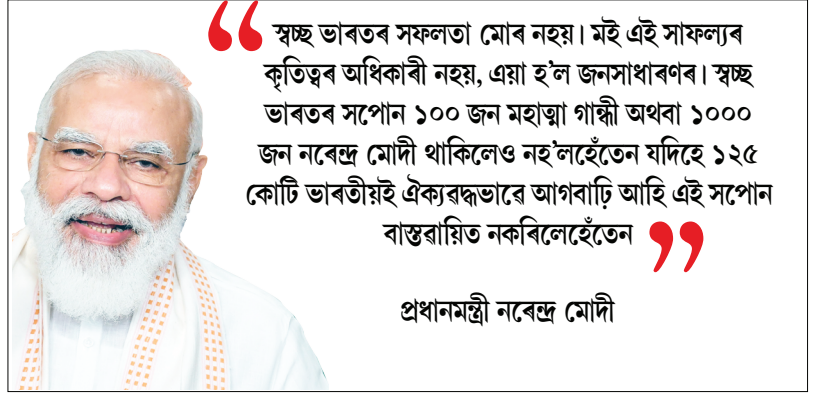 “ স্বচ্ছ ভাৰতৰ সফলতা মোৰ নহয়। মই এই সাফল্যৰ
কৃতিত্বৰ অধিকাৰী নহয়, এয়া হ’ল জনসাধাৰণৰ। স্বচ্ছ
ভাৰতৰ সপোন ১০০ জন মহাত্মা গান্ধী অথবা ১০০০
জন নৰেন্দ্ৰ মোদী থাকিলেও নহ’লহেঁতেন যদিহে ১২৫
কোটি ভাৰতীয়ই ঐক্যৱদ্ধভাৱে আগবাঢ়ি আহি এই সপোন
বাস্তৱায়িত নকৰিলেহেঁতেন ”
প্ৰধানমন্ত্ৰী নৰেন্দ্ৰ মোদী